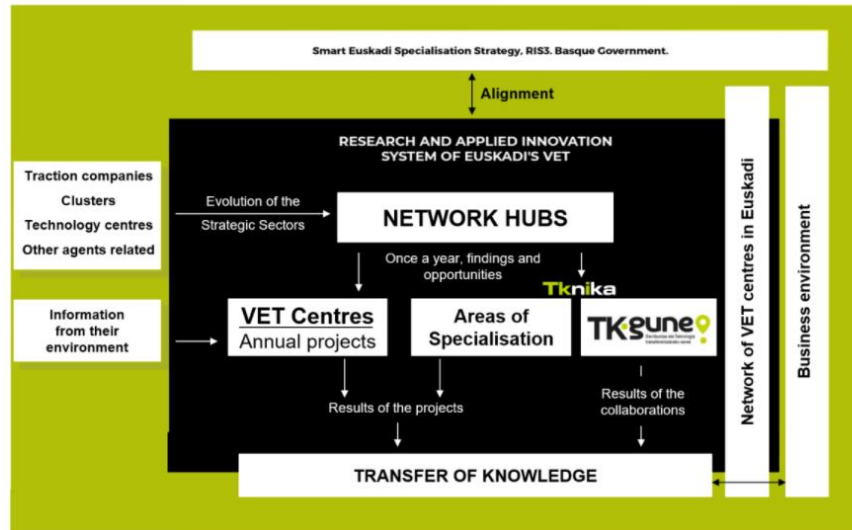 Smart Euskadi Specialisation Strategy, RIS3. Basque Government.
Alignment
RESEARCH AND APPLIED INNOVATION
SYSTEM OF EUSKADI'S VET
Traction companies
Clusters
Technology centres
Other agents related
Evolution of the
Strategic Sectors
NETWORK HUBS
Once a year, findings and
opportunities
Tknika
Information
from their
environment
VET Centres
Annual projects
Areas of
Specialisation
TKgune
Results of the projects
Results of the
collaborations
TRANSFER OF KNOWLEDGE
Network of VET centres in Euskadi
Business environment